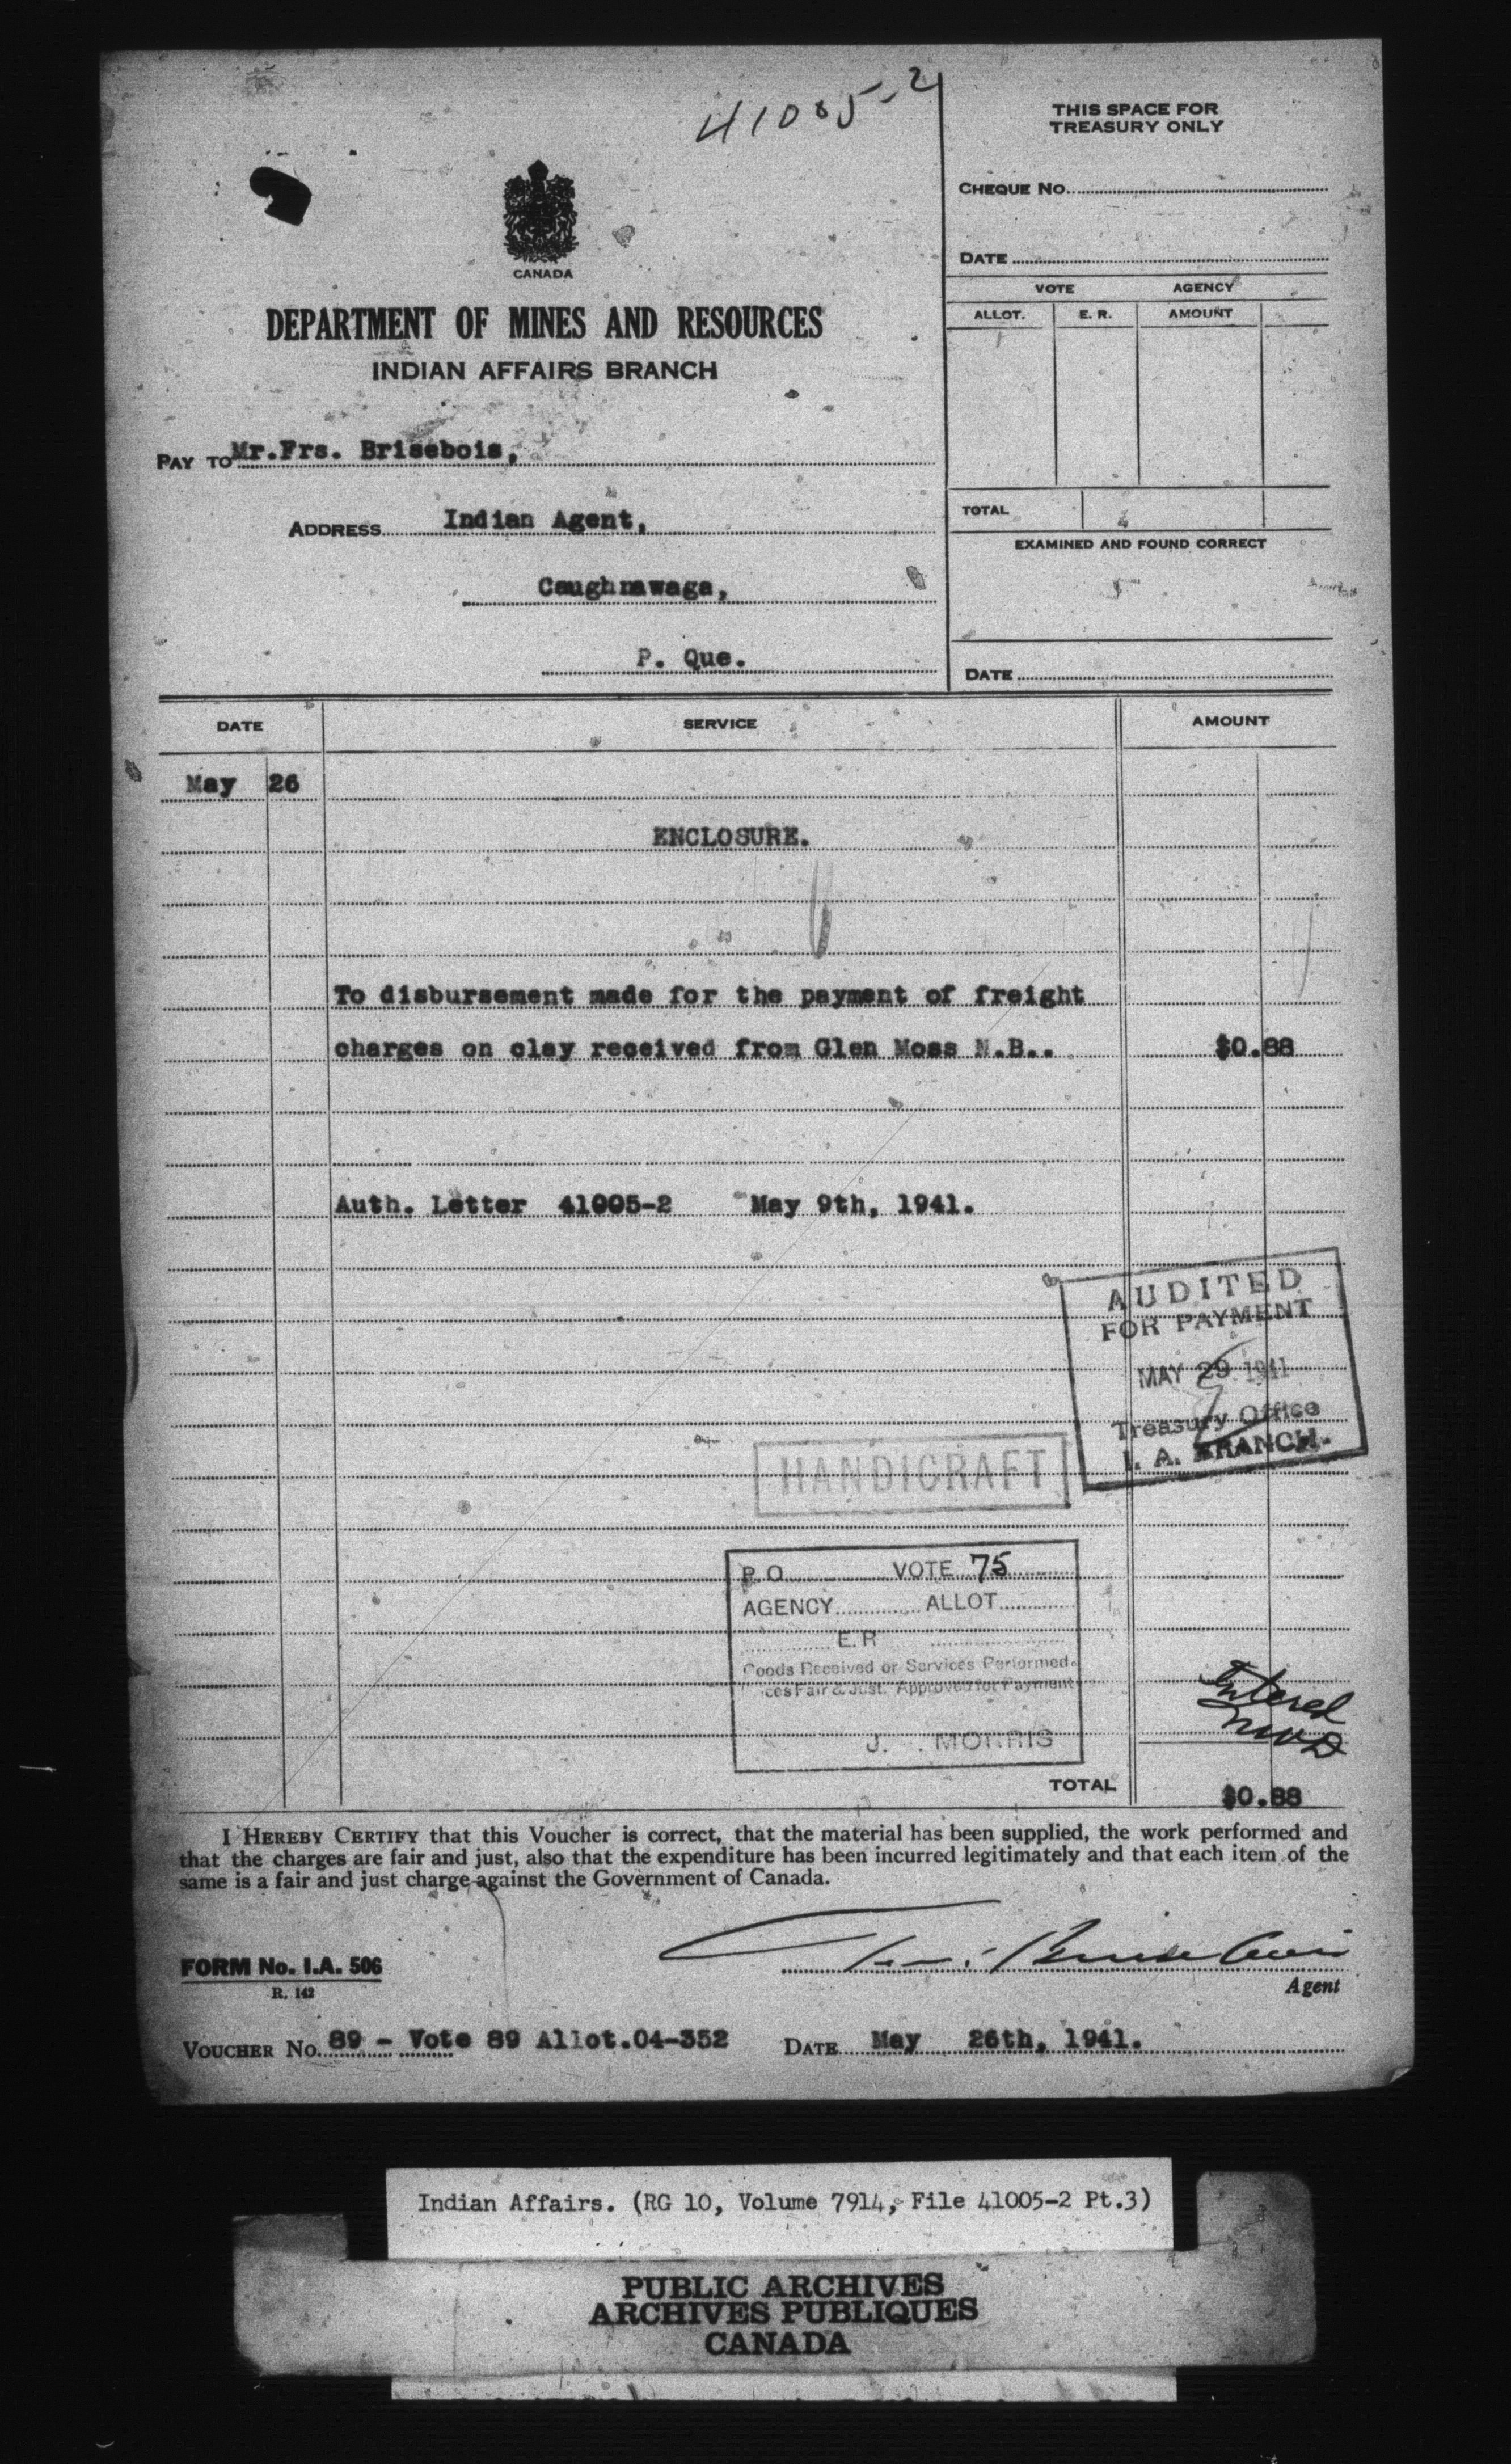 41005-2
THIS SPACE FOR
TREASURY ONLY
CHEQUE NO.
DATE
CANADA
VOTE AGENCY
ALLOT. E. R. AMOUNT
DEPARTMENT OF MINES AND RESOURCES
INDIAN AFFAIRS BRANCH
PAY TO Mr.Frs. Brisebois,
ADDRESS Indian Agent,
Caughnawaga,
P. Que.
TOTAL
EXAMINED AND FOUND CORRECT
DATE
DATE SERVICE AMOUNT
May 26
ENCLOSURE.
To disbursement made for the payment of freight
charges on clay received from Glen Moss N.B.. $0.88
Auth. Letter 41005-2 May 9th, 1941.
AUDITED
FOR PAYMENT
MAY 29 1941
Treasury Office
I. A. BRANCH.
HANDICRAFT
P.O. VOTE 75
AGENCY ALLOT
E.R
Goods Received or Services Performed.
ces Fair & Just. Approved for Payment
J. MORRIS
Entered
TOTAL $0.88
I HEREBY CERTIFY that this Voucher is correct, that the material has been supplied, the work performed and
that the charges are fair and just, also that the expenditure has been incurred legitimately and that each item of the
same is a fair and just charge against the Government of Canada.
Frs. Brisebois
Agent
FORM No. I.A. 506
R. 142
VOUCHER NO. 89 - Vote 89 Allot.04-352 DATE May 26th, 1941.
Indian Affairs. (RG 10, Volume 7914, File 41005-2 Pt.3)
PUBLIC ARCHIVES
ARCHIVES PUBLIQUES
CANADA